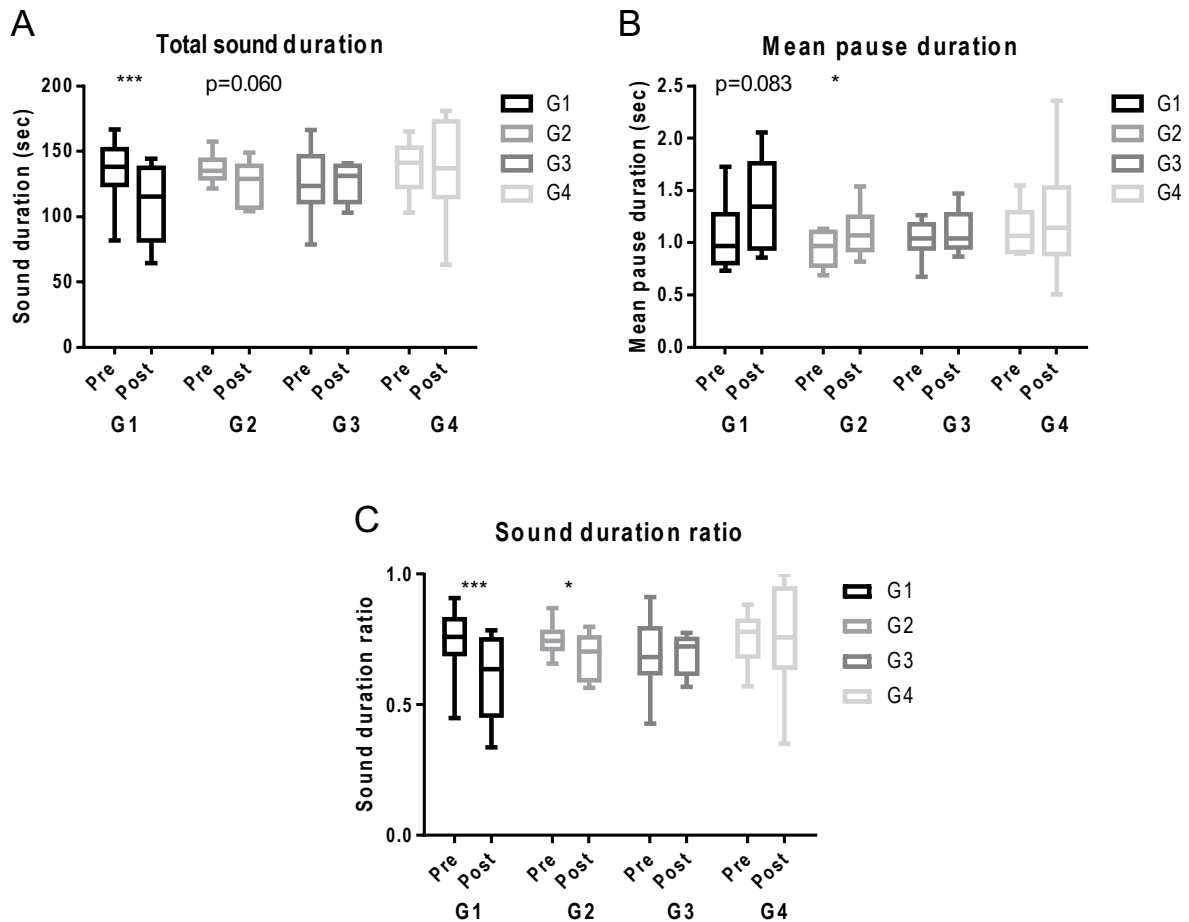 A
Total sound duration
*** p=0.060
Sound duration (sec)
200
150
100
50
0
Pre Post Pre Post Pre Post Pre Post
G1 G2 G3 G4
G1
G2
G3
G4
B
Mean pause duration
p=0.083 *
Mean pause duration (sec)
2.5
2.0
1.5
1.0
0.5
0.0
Pre Post Pre Post Pre Post Pre Post
G1 G2 G3 G4
G1
G2
G3
G4
C
Sound duration ratio
*** *
Sound duration ratio
1.0
0.5
0.0
Pre Post Pre Post Pre Post Pre Post
G1 G2 G3 G4
G1
G2
G3
G4